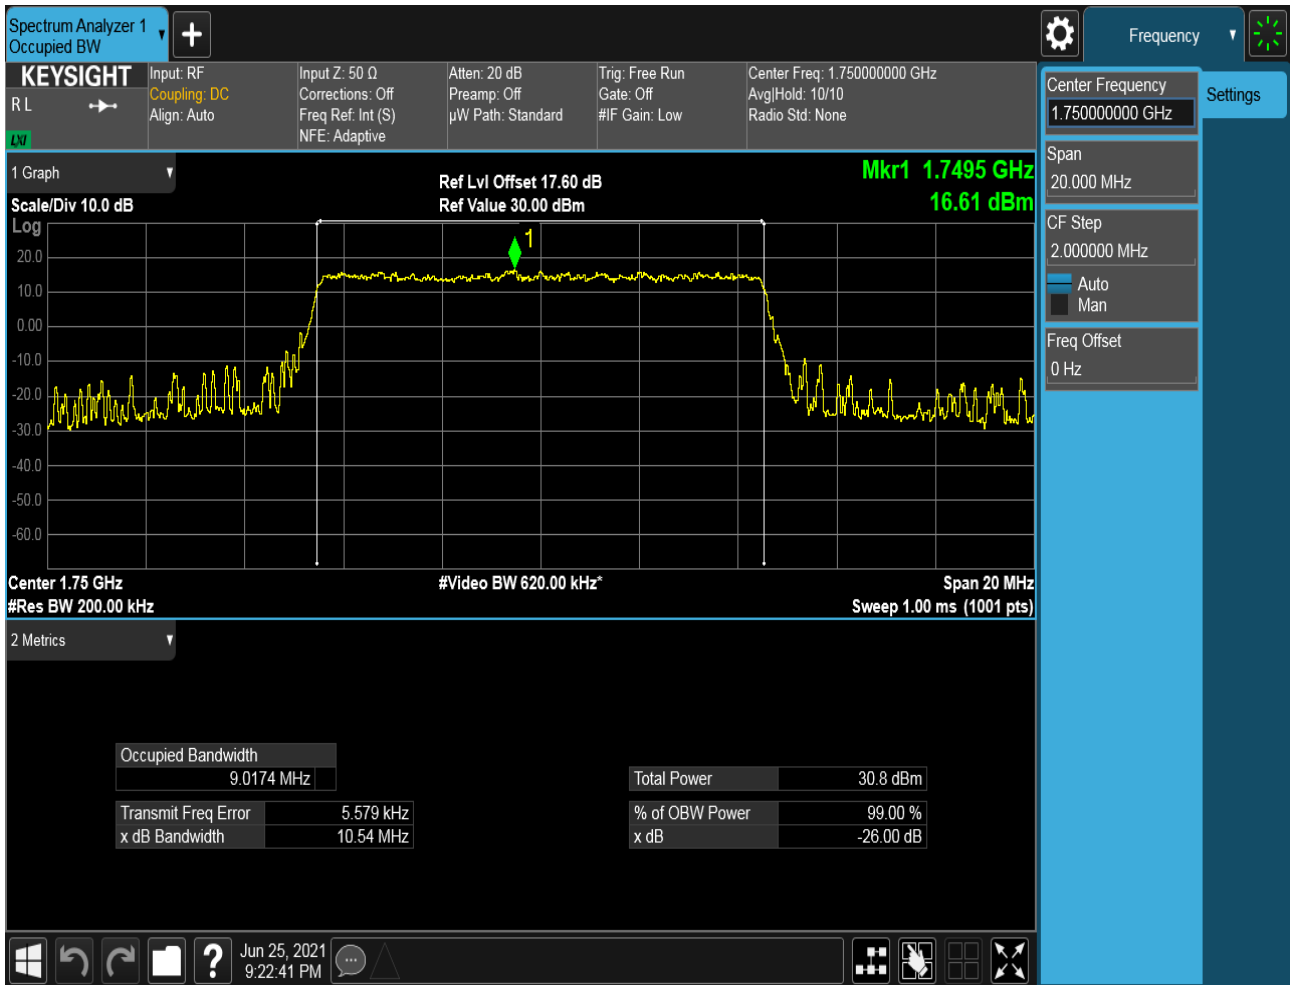 Spectrum Analyzer 1
Occupied BW
+
Frequency
KEYSIGHT
R L
LXI
Input: RF
Coupling: DC
Align: Auto
Input Z: 50 Ω
Corrections: Off
Freq Ref: Int (S)
NFE: Adaptive
Atten: 20 dB
Preamp: Off
µW Path: Standard
Trig: Free Run
Gate: Off
#IF Gain: Low
Center Freq: 1.750000000 GHz
Avg|Hold: 10/10
Radio Std: None
Center Frequency
1.750000000 GHz
Settings
Span
20.000 MHz
CF Step
2.000000 MHz
Auto
Man
Freq Offset
0 Hz
1 Graph
Scale/Div 10.0 dB
Ref Lvl Offset 17.60 dB
Ref Value 30.00 dBm
Mkr1 1.7495 GHz
16.61 dBm
Log
1
20.0
10.0
0.00
-10.0
-20.0
-30.0
-40.0
-50.0
-60.0
Center 1.75 GHz
#Video BW 620.00 kHz*
Span 20 MHz
#Res BW 200.00 kHz
Sweep 1.00 ms (1001 pts)
2 Metrics
Occupied Bandwidth
9.0174 MHz
Total Power 30.8 dBm
Transmit Freq Error 5.579 kHz
% of OBW Power 99.00 %
x dB Bandwidth 10.54 MHz
x dB -26.00 dB
?
Jun 25, 2021
9:22:41 PM